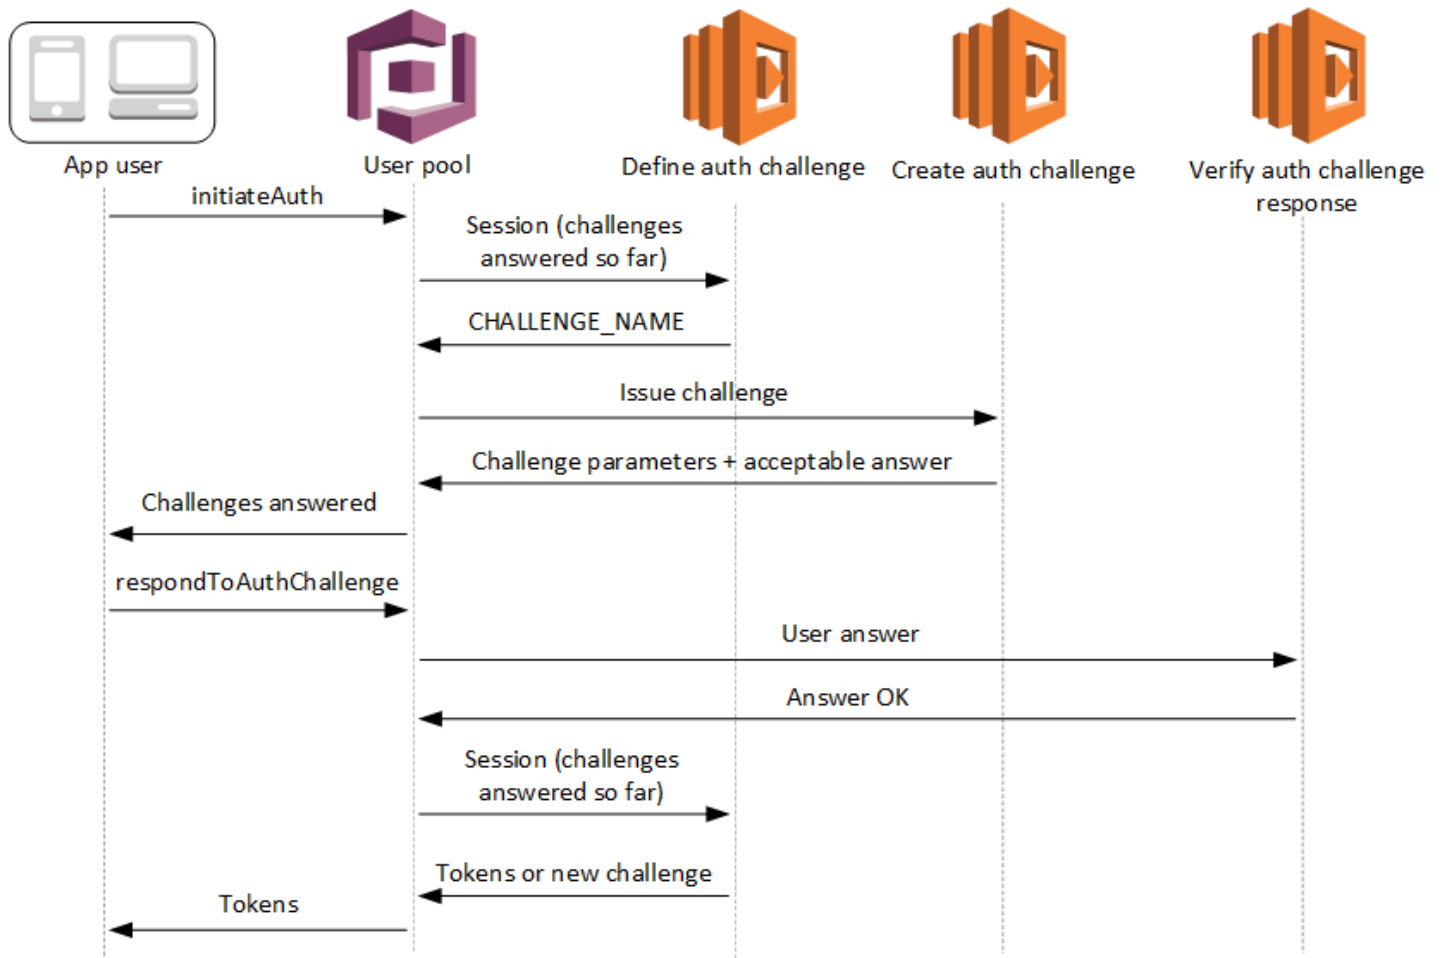 App user
User pool
Define auth challenge
Create auth challenge
Verify auth challenge
response
initiateAuth
Session (challenges
answered so far)
CHALLENGE_NAME
Issue challenge
Challenge parameters + acceptable answer
Challenges answered
respondToAuthChallenge
User answer
Answer OK
Session (challenges
answered so far)
Tokens or new challenge
Tokens